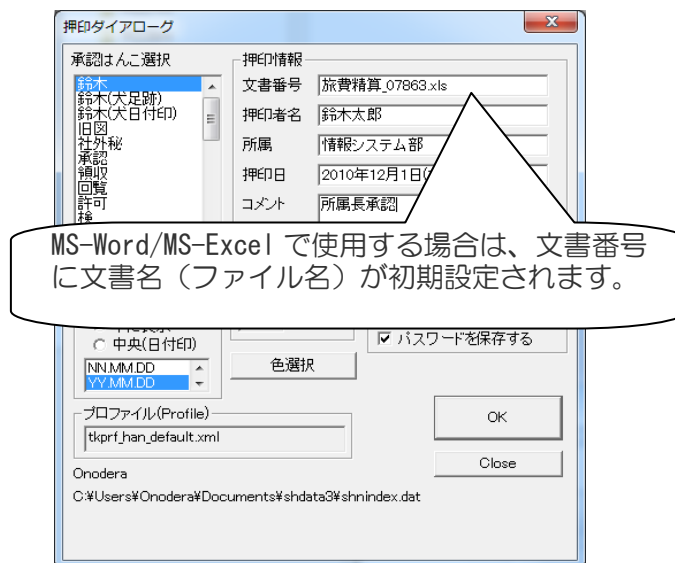 押印ダイアローグ
承認はんこ選択
鈴木
鈴木(犬足跡)
鈴木(犬日付印)
旧図
社外秘
承認
領収
回覧
許可
検
押印情報
文書番号 旅費精算_07863.xls
押印者名 鈴木太郎
所属 情報システム部
押印日 2010年12月1日
コメント 所属長承認
MS-Word/MS-Excel で使用する場合は、文書番号
に文書名（ファイル名）が初期設定されます。
中央(日付印)
NN.MM.DD
YY.MM.DD
色選択
パスワードを保存する
プロファイル(Profile)
tkprf_han_default.xml
OK
Close
Onodera
C:¥Users¥Onodera¥Documents¥shdata3¥shnindex.dat